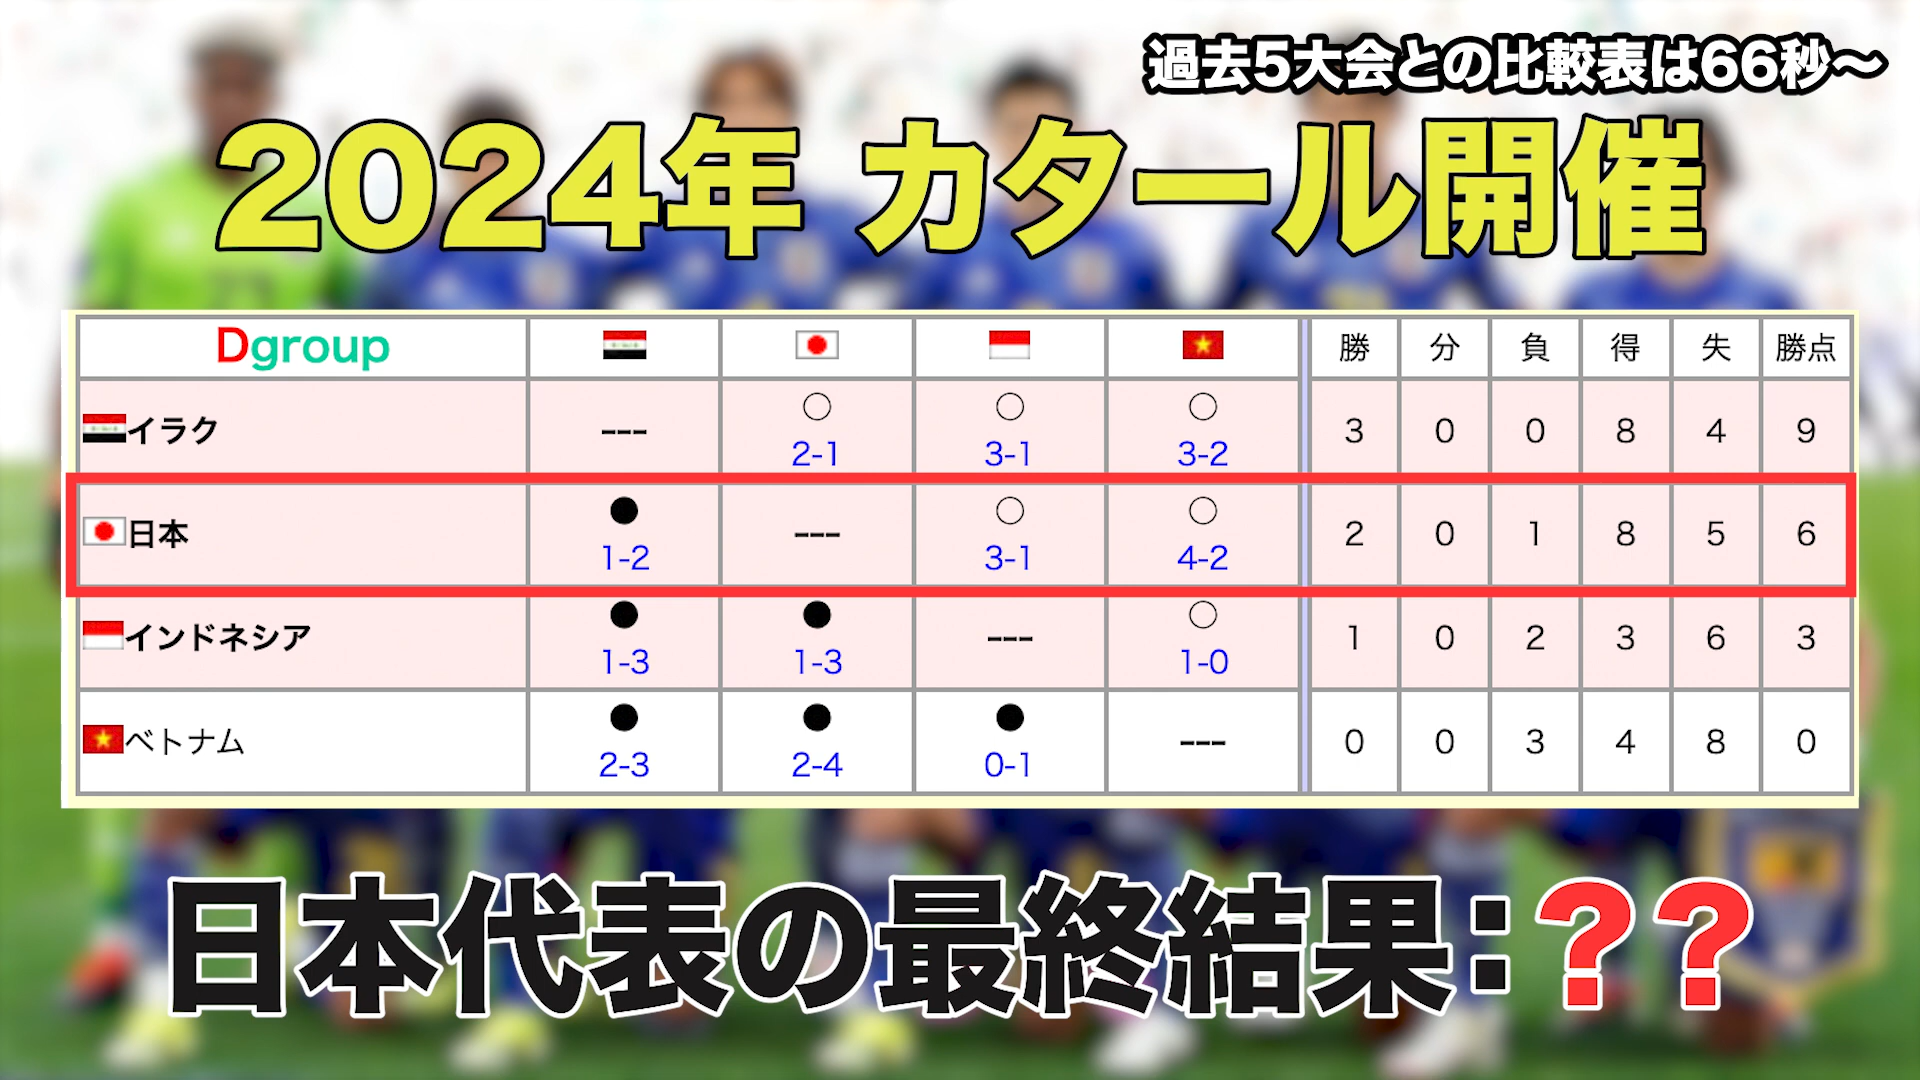 過去5大会との比較表は66秒～
2024年 カタール開催
Dgroup 勝 分 負 得 失 勝点
イラク --- ○ 2-1 ○ 3-1 ○ 3-2 3 0 0 8 4 9
日本 ● 1-2 --- ○ 3-1 ○ 4-2 2 0 1 8 5 6
インドネシア ● 1-3 ● 1-3 --- ○ 1-0 1 0 2 3 6 3
ベトナム ● 2-3 ● 2-4 ● 0-1 --- 0 0 3 4 8 0
日本代表の最終結果:??